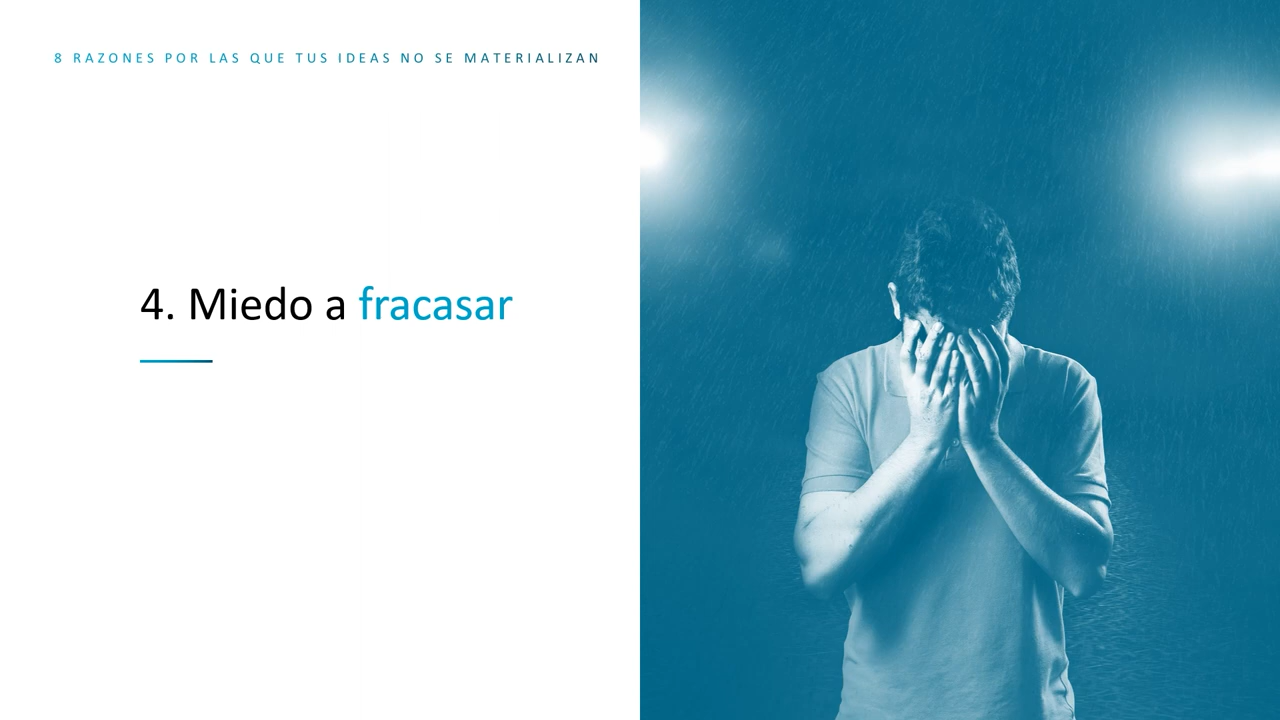 8 RAZONES POR LAS QUE TUS IDEAS NO SE MATERIALIZAN
4. Miedo a fracasar